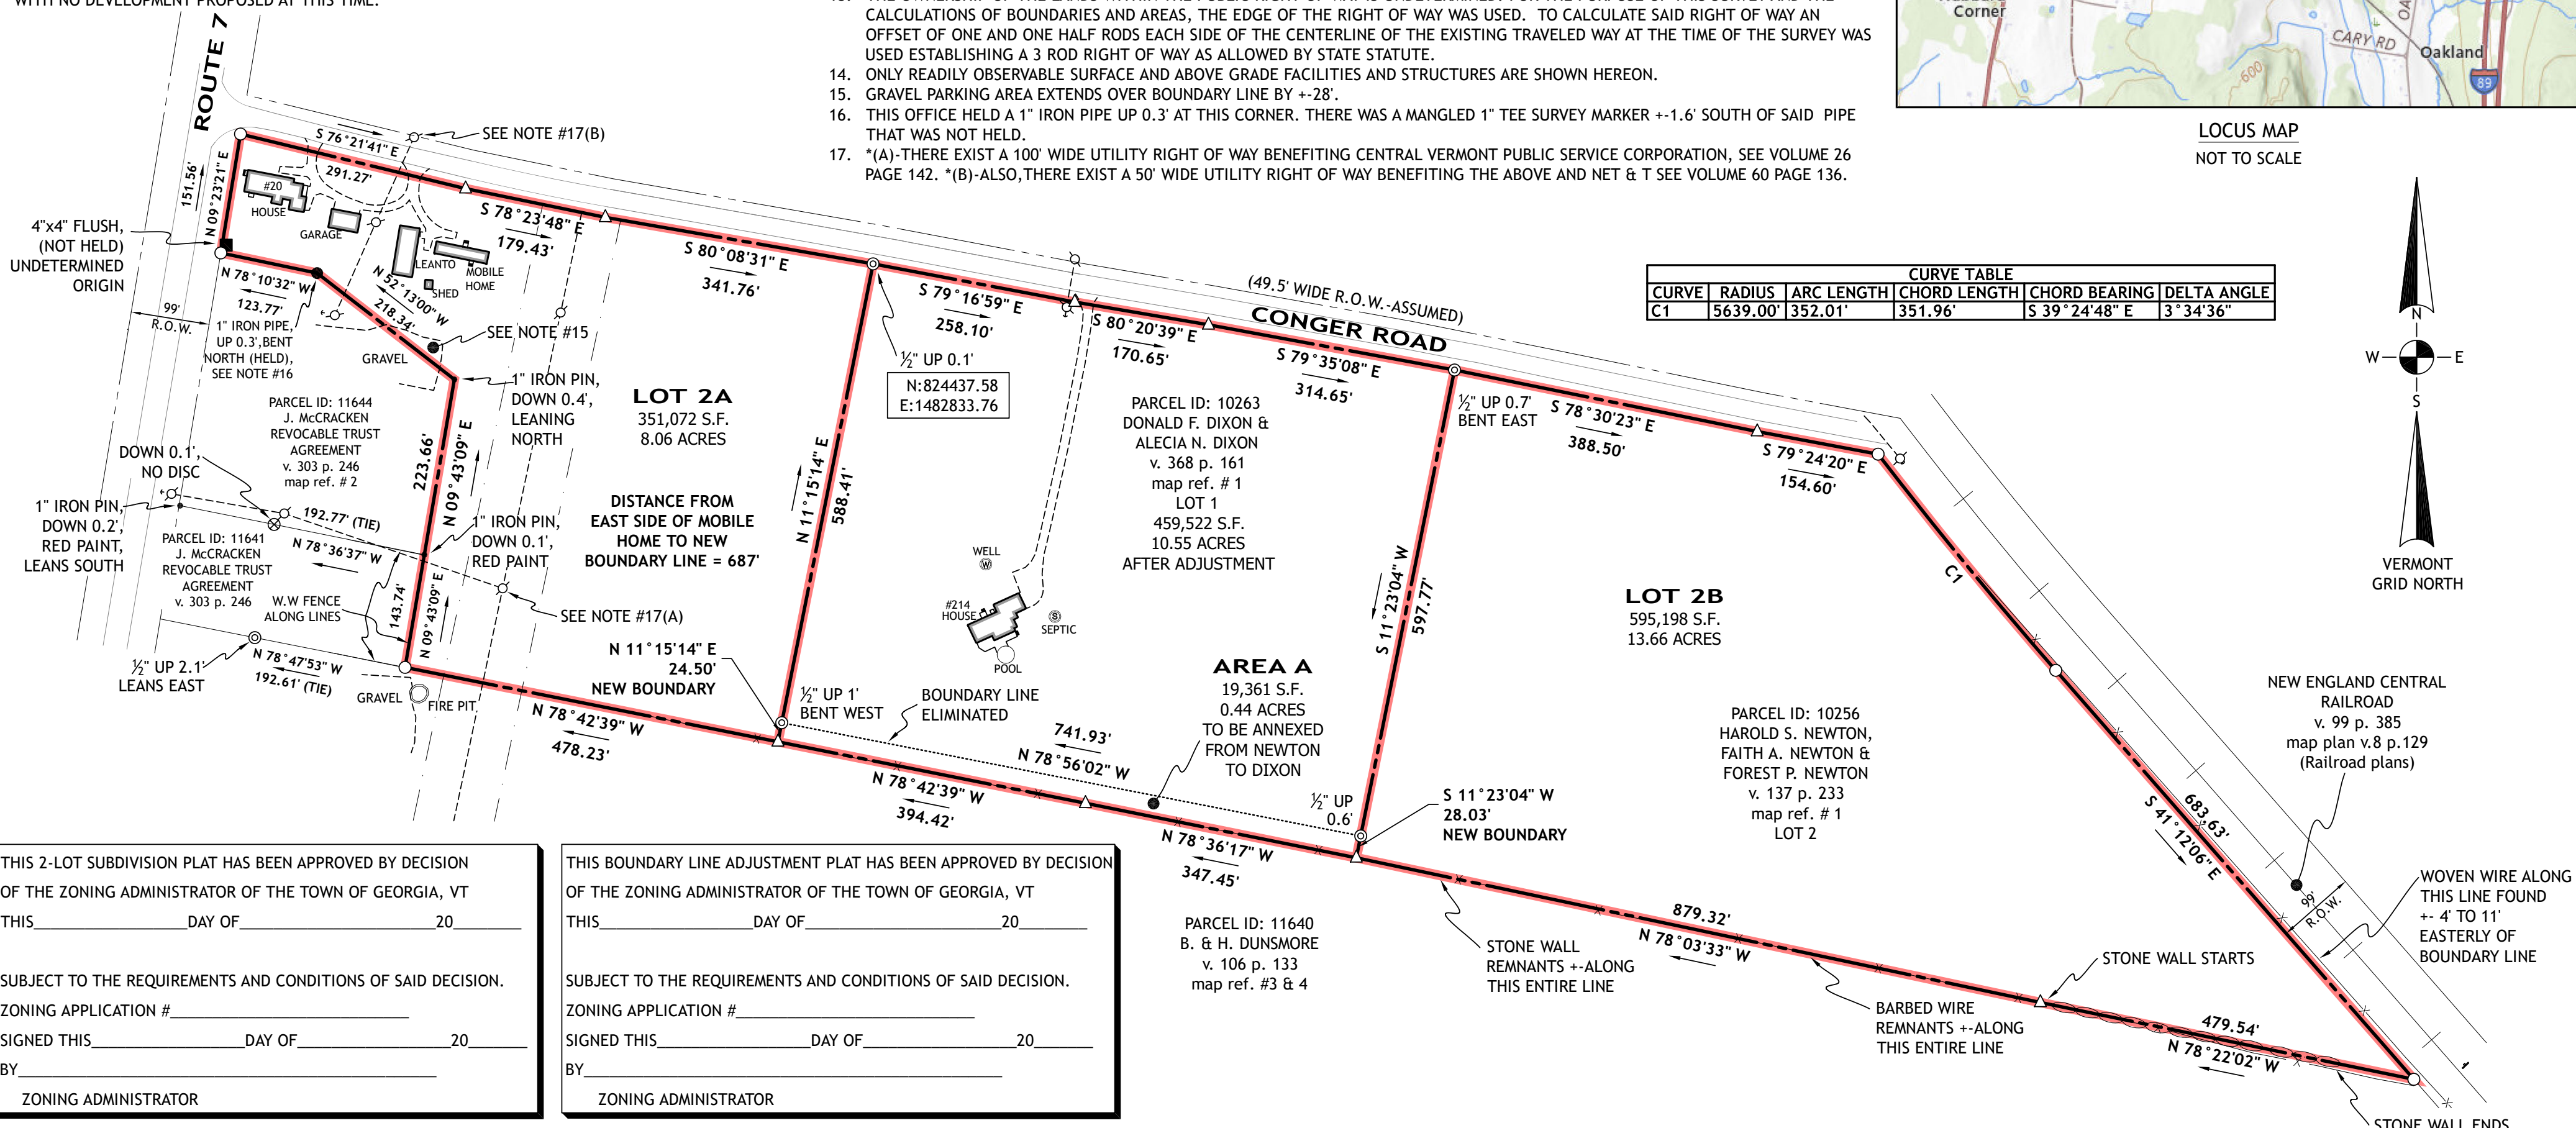 WITH NO DEVELOPMENT PROPOSED AT THIS TIME.
CALCULATIONS OF BOUNDARIES AND AREAS, THE EDGE OF THE RIGHT OF WAY WAS USED. TO CALCULATE SAID RIGHT OF WAY AN
OFFSET OF ONE AND ONE HALF RODS EACH SIDE OF THE CENTERLINE OF THE EXISTING TRAVELED WAY AT THE TIME OF THE SURVEY WAS
USED ESTABLISHING A 3 ROD RIGHT OF WAY AS ALLOWED BY STATE STATUTE.
14. ONLY READILY OBSERVABLE SURFACE AND ABOVE GRADE FACILITIES AND STRUCTURES ARE SHOWN HEREON.
15. GRAVEL PARKING AREA EXTENDS OVER BOUNDARY LINE BY +-28'.
16. THIS OFFICE HELD A 1" IRON PIPE UP 0.3' AT THIS CORNER. THERE WAS A MANGLED 1" TEE SURVEY MARKER +-1.6' SOUTH OF SAID PIPE
THAT WAS NOT HELD.
17. *(A)-THERE EXIST A 100' WIDE UTILITY RIGHT OF WAY BENEFITING CENTRAL VERMONT PUBLIC SERVICE CORPORATION, SEE VOLUME 26
PAGE 142. *(B)-ALSO,THERE EXIST A 50' WIDE UTILITY RIGHT OF WAY BENEFITING THE ABOVE AND NET & T SEE VOLUME 60 PAGE 136.
Corner
CARY RD
Oakland
600
89
LOCUS MAP
NOT TO SCALE
N
W E
S
VERMONT
GRID NORTH
CURVE TABLE
CURVE RADIUS ARC LENGTH CHORD LENGTH CHORD BEARING DELTA ANGLE
C1 5639.00' 352.01' 351.96' S 39°24'48" E 3°34'36"
ROUTE 7
S 76°21'41" E
291.27'
SEE NOTE #17(B)
151.56'
N 09°23'21" E
#20
HOUSE
GARAGE
LEANTO
MOBILE
HOME
SHED
4"x4" FLUSH,
(NOT HELD)
UNDETERMINED
ORIGIN
N 78°10'32" W
123.77'
N 52°13'00" W
218.34'
99'
R.O.W.
1" IRON PIPE,
UP 0.3',BENT
NORTH (HELD),
SEE NOTE #16
SEE NOTE #15
GRAVEL
S 78°23'48" E
179.43'
S 80°08'31" E
341.76'
1" IRON PIN,
DOWN 0.4',
LEANING
NORTH
LOT 2A
351,072 S.F.
8.06 ACRES
DISTANCE FROM
EAST SIDE OF MOBILE
HOME TO NEW
BOUNDARY LINE = 687'
PARCEL ID: 11644
J. McCRACKEN
REVOCABLE TRUST
AGREEMENT
v. 303 p. 246
map ref. # 2
DOWN 0.1',
NO DISC
223.66'
N 09°43'09" E
1" IRON PIN,
DOWN 0.2',
RED PAINT,
LEANS SOUTH
192.77' (TIE)
N 78°36'37" W
1" IRON PIN,
DOWN 0.1',
RED PAINT
PARCEL ID: 11641
J. McCRACKEN
REVOCABLE TRUST
AGREEMENT
v. 303 p. 246
W.W FENCE
ALONG LINES
143.74'
N 09°43'09" E
SEE NOTE #17(A)
½" UP 2.1'
LEANS EAST
N 78°47'53" W
192.61' (TIE)
GRAVEL
FIRE PIT
N 78°42'39" W
478.23'
N 11°15'14" E
24.50'
NEW BOUNDARY
N 11°15'14" E
588.41'
½" UP 0.1'
N:824437.58
E:1482833.76
S 79°16'59" E
258.10'
S 80°20'39" E
170.65'
(49.5' WIDE R.O.W.-ASSUMED)
CONGER ROAD
S 79°35'08" E
314.65'
PARCEL ID: 10263
DONALD F. DIXON &
ALECIA N. DIXON
v. 368 p. 161
map ref. # 1
LOT 1
459,522 S.F.
10.55 ACRES
AFTER ADJUSTMENT
WELL
W
#214
HOUSE
S
SEPTIC
POOL
½" UP 1'
BENT WEST
BOUNDARY LINE
ELIMINATED
741.93'
N 78°56'02" W
AREA A
19,361 S.F.
0.44 ACRES
TO BE ANNEXED
FROM NEWTON
TO DIXON
N 78°42'39" W
394.42'
N 78°36'17" W
347.45'
½" UP
0.6'
S 11°23'04" W
597.77'
S 11°23'04" W
28.03'
NEW BOUNDARY
½" UP 0.7'
BENT EAST
S 78°30'23" E
388.50'
S 79°24'20" E
154.60'
C1
LOT 2B
595,198 S.F.
13.66 ACRES
PARCEL ID: 10256
HAROLD S. NEWTON,
FAITH A. NEWTON &
FOREST P. NEWTON
v. 137 p. 233
map ref. # 1
LOT 2
NEW ENGLAND CENTRAL
RAILROAD
v. 99 p. 385
map plan v.8 p.129
(Railroad plans)
683.63'
S 41°12'06" E
99'
R.O.W.
WOVEN WIRE ALONG
THIS LINE FOUND
+- 4' TO 11'
EASTERLY OF
BOUNDARY LINE
PARCEL ID: 11640
B. & H. DUNSMORE
v. 106 p. 133
map ref. #3 & 4
STONE WALL
REMNANTS +-ALONG
THIS ENTIRE LINE
879.32'
N 78°03'33" W
BARBED WIRE
REMNANTS +-ALONG
THIS ENTIRE LINE
STONE WALL STARTS
479.54'
N 78°22'02" W
STONE WALL ENDS
THIS 2-LOT SUBDIVISION PLAT HAS BEEN APPROVED BY DECISION
OF THE ZONING ADMINISTRATOR OF THE TOWN OF GEORGIA, VT
THIS__________________DAY OF_______________________20________
SUBJECT TO THE REQUIREMENTS AND CONDITIONS OF SAID DECISION.
ZONING APPLICATION #____________________________
SIGNED THIS__________________DAY OF__________________20_______
BY_________________________________________________
ZONING ADMINISTRATOR
THIS BOUNDARY LINE ADJUSTMENT PLAT HAS BEEN APPROVED BY DECISION
OF THE ZONING ADMINISTRATOR OF THE TOWN OF GEORGIA, VT
THIS__________________DAY OF_______________________20________
SUBJECT TO THE REQUIREMENTS AND CONDITIONS OF SAID DECISION.
ZONING APPLICATION #____________________________
SIGNED THIS__________________DAY OF__________________20_______
BY_________________________________________________
ZONING ADMINISTRATOR